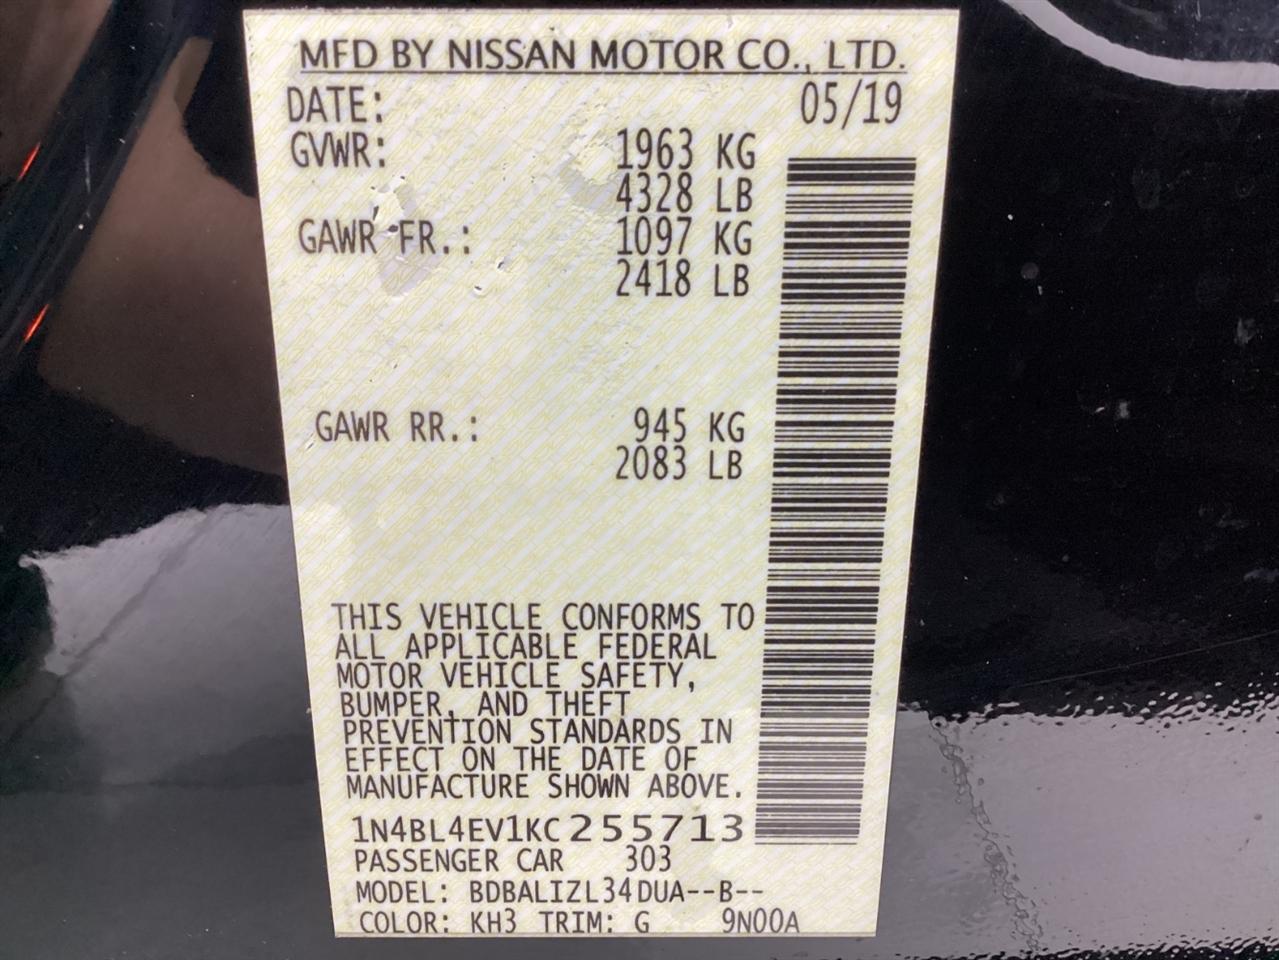 MFD BY NISSAN MOTOR CO., LTD.
DATE: 05/19
GVWR: 1963 KG
4328 LB
GAWR FR.: 1097 KG
2418 LB
GAWR RR.: 945 KG
2083 LB
THIS VEHICLE CONFORMS TO
ALL APPLICABLE FEDERAL
MOTOR VEHICLE SAFETY,
BUMPER, AND THEFT
PREVENTION STANDARDS IN
EFFECT ON THE DATE OF
MANUFACTURE SHOWN ABOVE.
1N4BL4EV1KC255713
PASSENGER CAR 303
MODEL: BDBALIZL34DUA--B--
COLOR: KH3 TRIM: G 9N00A